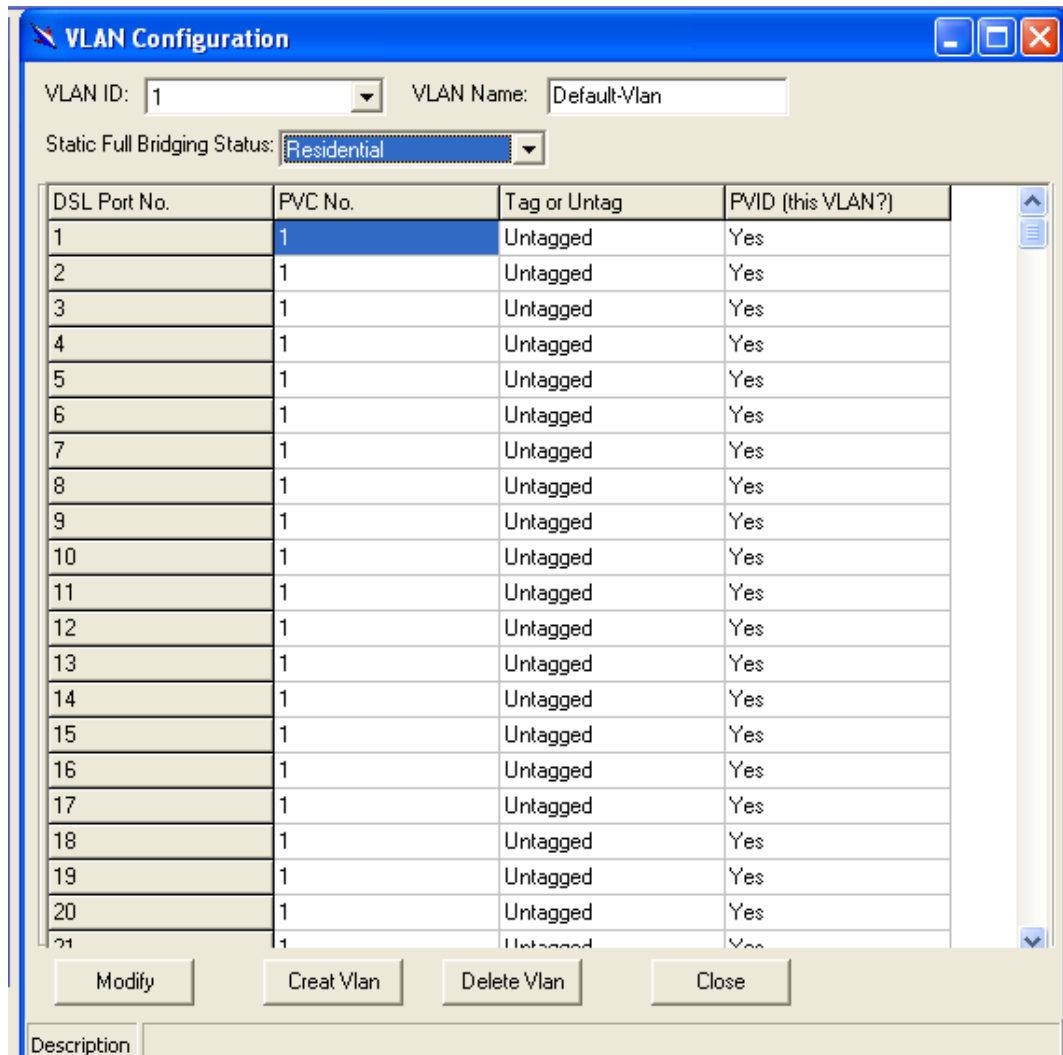 VLAN Configuration
VLAN ID: 1 VLAN Name: Default-Vlan
Static Full Bridging Status: Residential
DSL Port No. PVC No. Tag or Untag PVID (this VLAN?)
1 1 Untagged Yes
2 1 Untagged Yes
3 1 Untagged Yes
4 1 Untagged Yes
5 1 Untagged Yes
6 1 Untagged Yes
7 1 Untagged Yes
8 1 Untagged Yes
9 1 Untagged Yes
10 1 Untagged Yes
11 1 Untagged Yes
12 1 Untagged Yes
13 1 Untagged Yes
14 1 Untagged Yes
15 1 Untagged Yes
16 1 Untagged Yes
17 1 Untagged Yes
18 1 Untagged Yes
19 1 Untagged Yes
20 1 Untagged Yes
21 1 Untagged Yes
Modify Creat Vlan Delete Vlan Close
Description